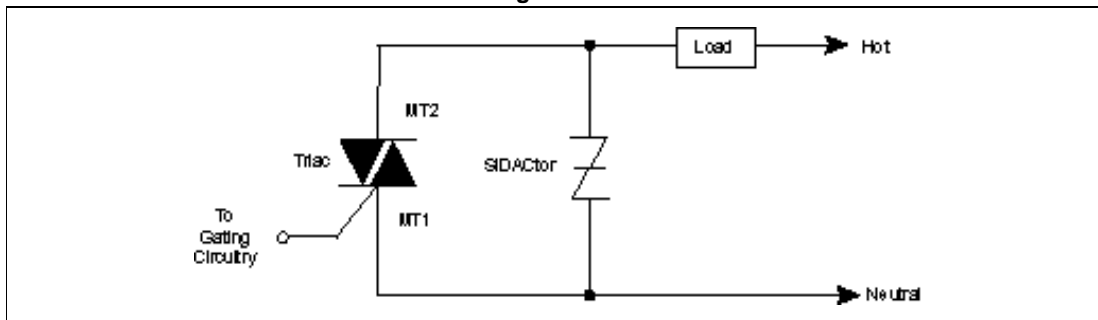 Load
Hot
MT2
Triac
SIDACtor
To
Gating
Circuitry
MT1
Neutral